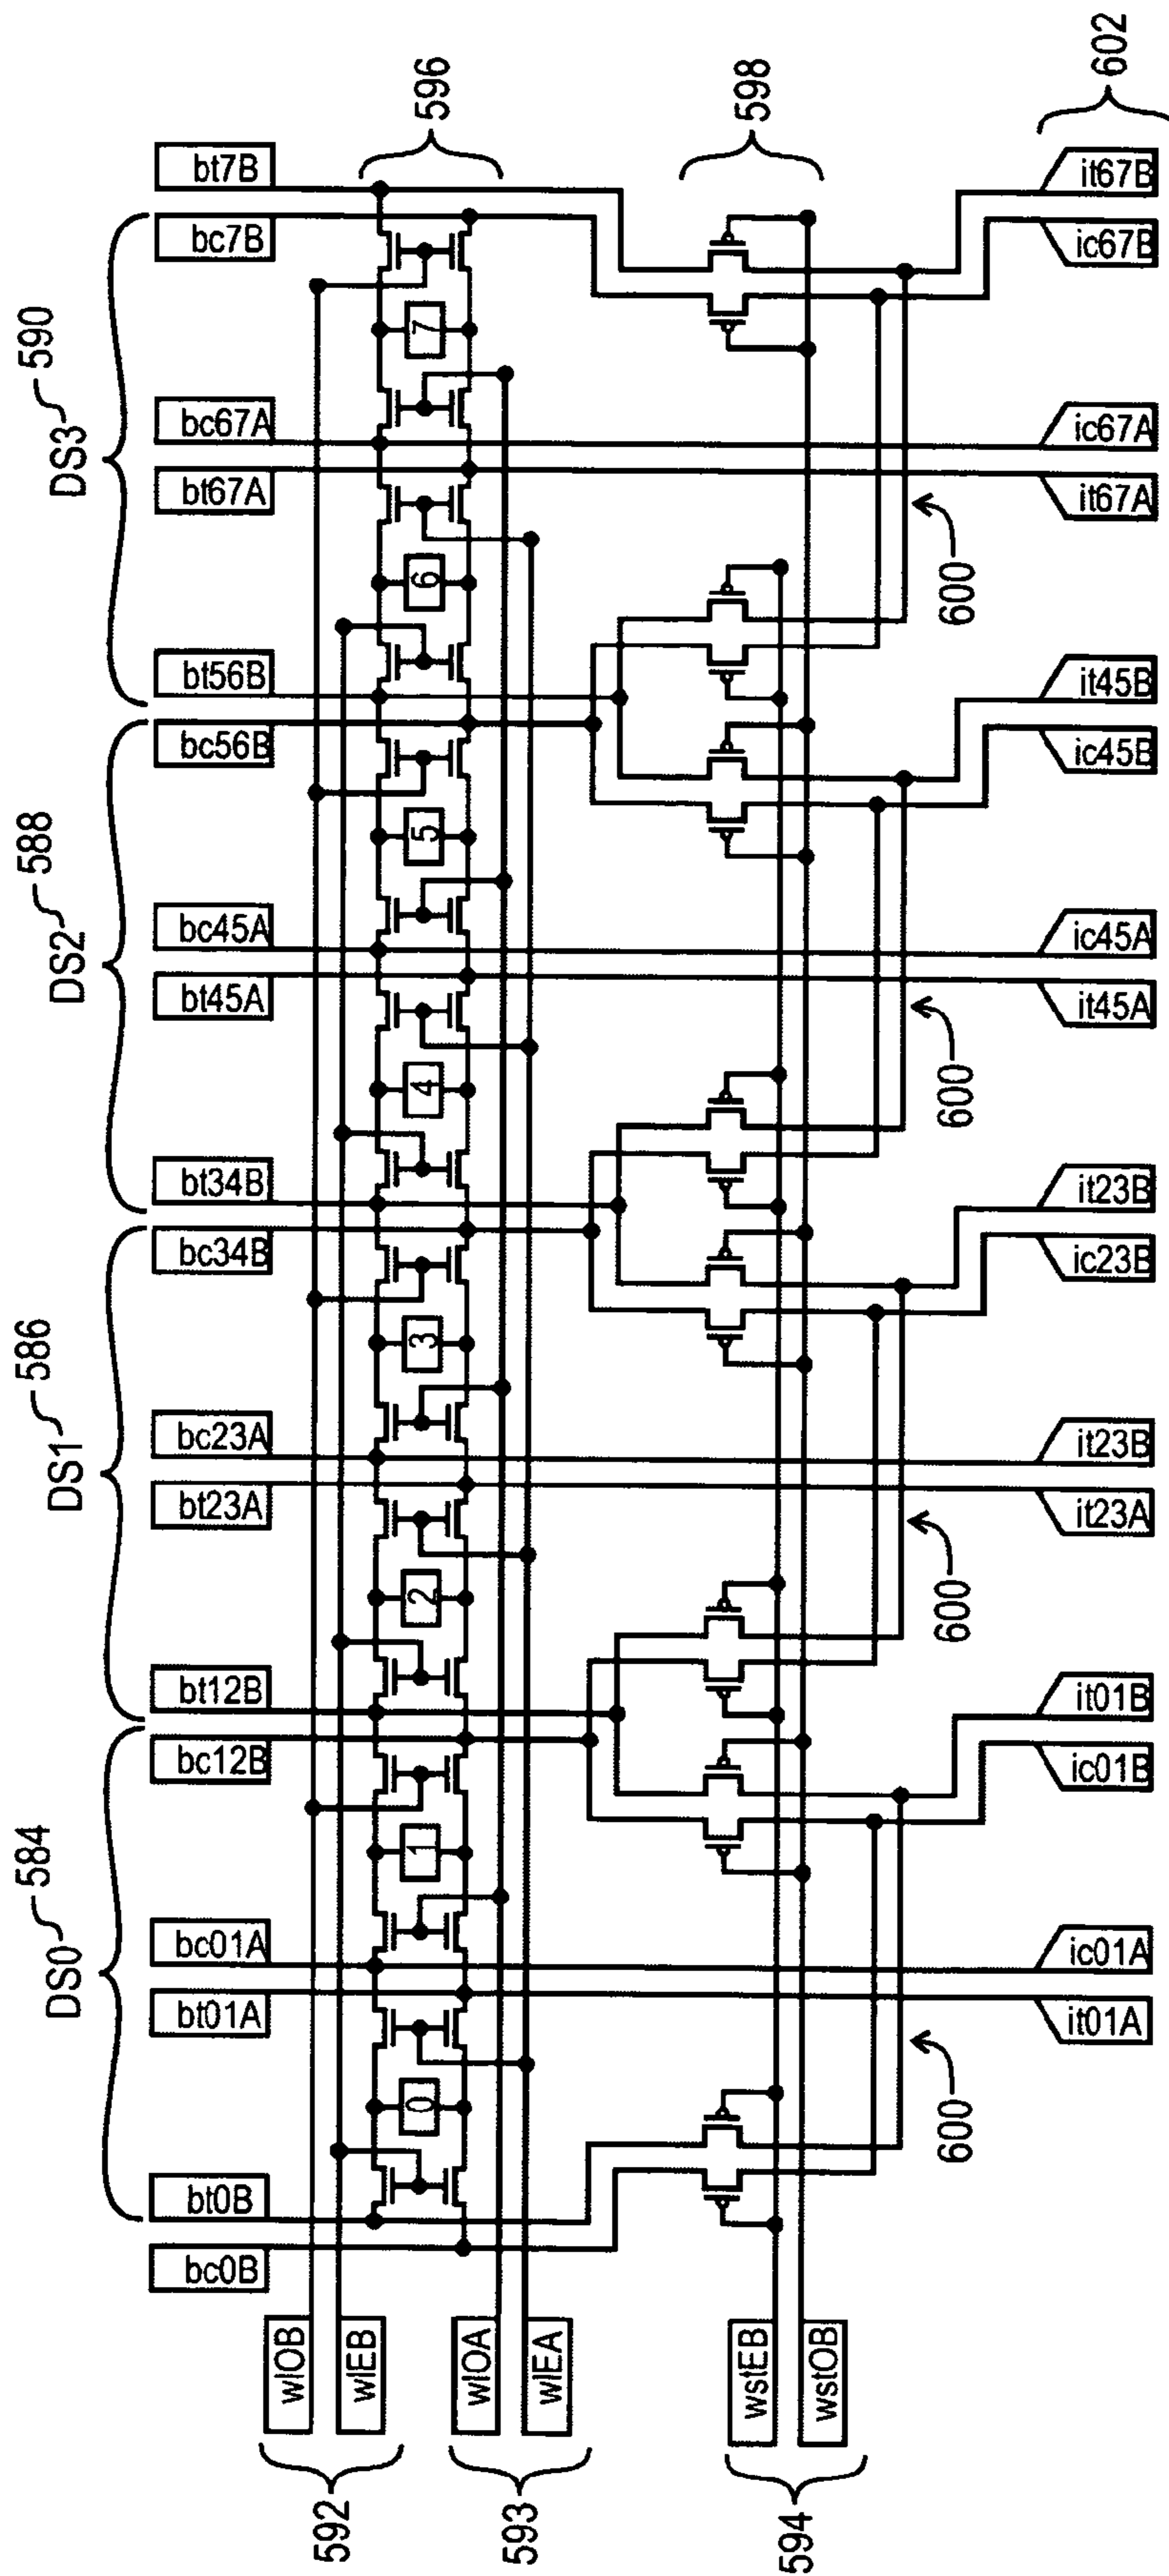 DS0 584
DS1 586
DS2 588
DS3 590
bc0B
bt0B
bt01A
bc01A
bc12B
bt12B
bt23A
bc23A
bc34B
bt34B
bt45A
bc45A
bc56B
bt56B
bt67A
bc67A
bc7B
bt7B
592
wlOB
wlEB
593
wlOA
wlEA
0
1
2
3
4
5
6
7
596
594
wstEB
wstOB
598
600
600
600
600
it01A
ic01A
ic01B
it01B
it23A
it23B
ic23B
it23B
it45A
ic45A
ic45B
it45B
it67A
ic67A
ic67B
it67B
602